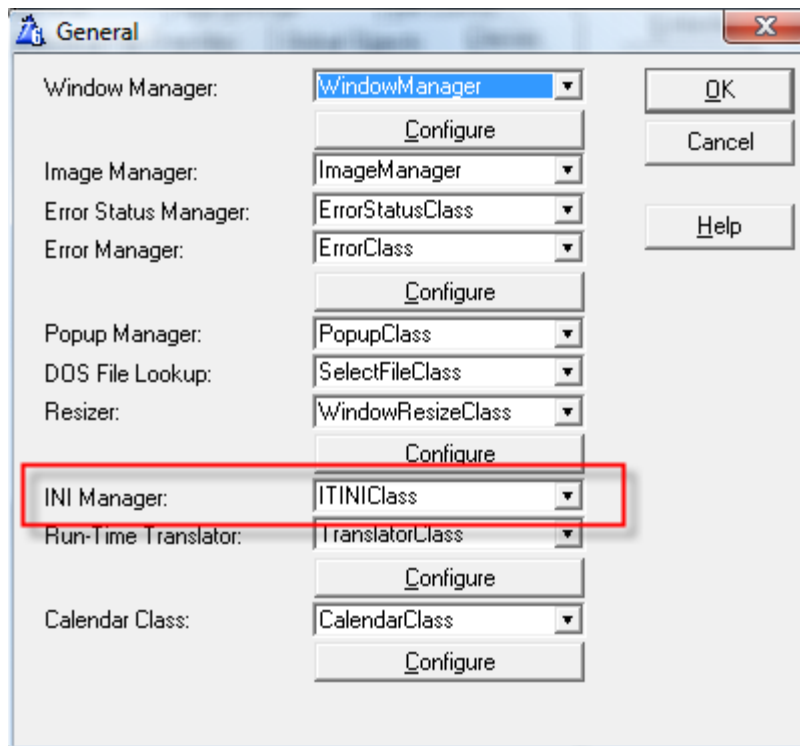 General
Window Manager: WindowManager OK
Configure
Cancel
Image Manager: ImageManager
Error Status Manager: ErrorStatusClass
Help
Error Manager: ErrorClass
Configure
Popup Manager: PopupClass
DOS File Lookup: SelectFileClass
Resizer: WindowResizeClass
Configure
INI Manager: ITINIClass
Run-Time Translator: TranslatorClass
Configure
Calendar Class: CalendarClass
Configure